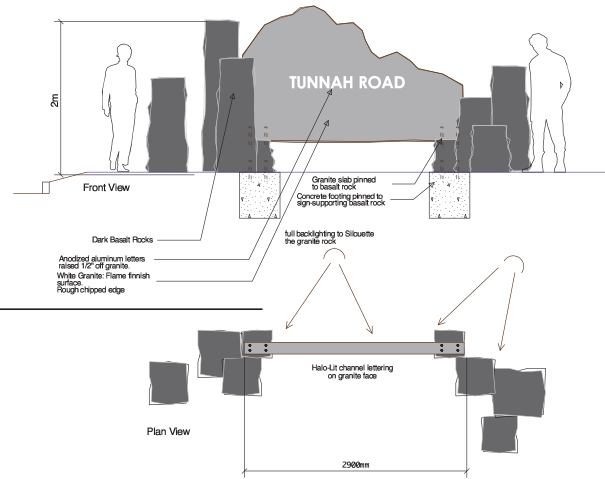 TUNNAH ROAD
2m
Front View
Granite slab pinned
to basalt rock
Concrete footing pinned to
sign-supporting basalt rock
Dark Basalt Rocks
full backlighting to Silouette
the granite rock
Anodized aluminum letters
raised 1/2" off granite.
White Granite: Flame finnish
surface.
Rough chipped edge
Halo-Lit channel lettering
on granite face
Plan View
2900mm